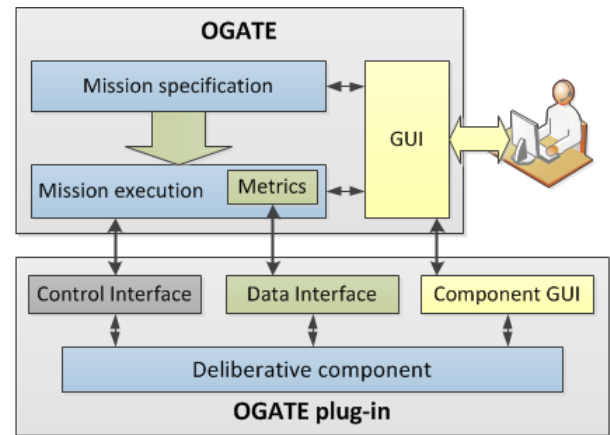 OGATE
Mission specification
GUI
Mission execution
Metrics
Control Interface
Data Interface
Component GUI
Deliberative component
OGATE plug-in